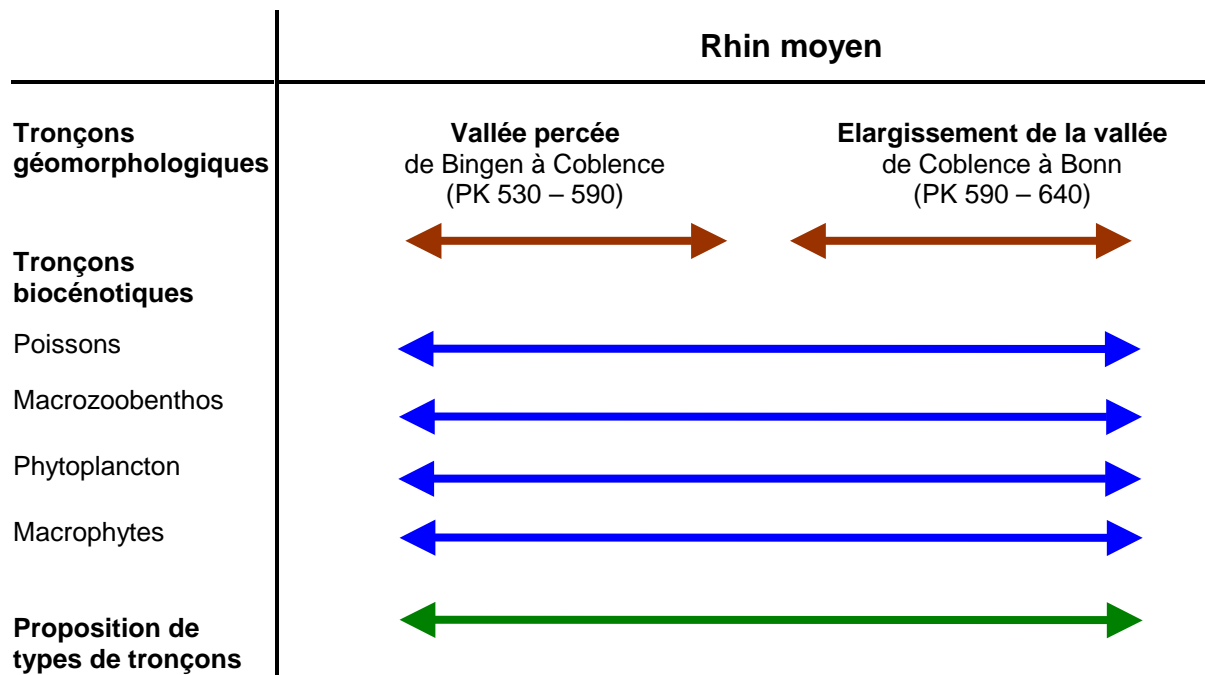 Rhin moyen
Tronçons
géomorphologiques
Vallée percée
de Bingen à Coblence
(PK 530 – 590)
Elargissement de la vallée
de Coblence à Bonn
(PK 590 – 640)
Tronçons
biocénotiques
Poissons
Macrozoobenthos
Phytoplancton
Macrophytes
Proposition de
types de tronçons